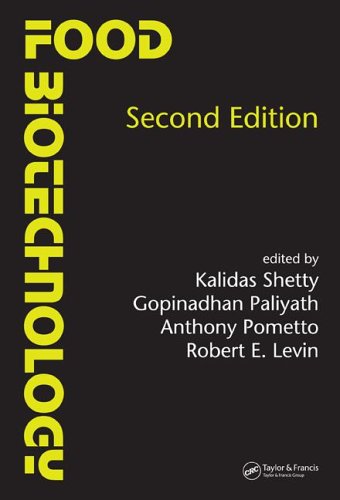 FOOD
BIOTECHNOLOGY
Second Edition
edited by
Kalidas Shetty
Gopinadhan Paliyath
Anthony Pometto
Robert E. Levin
CRC
Taylor & Francis
Taylor & Francis Group